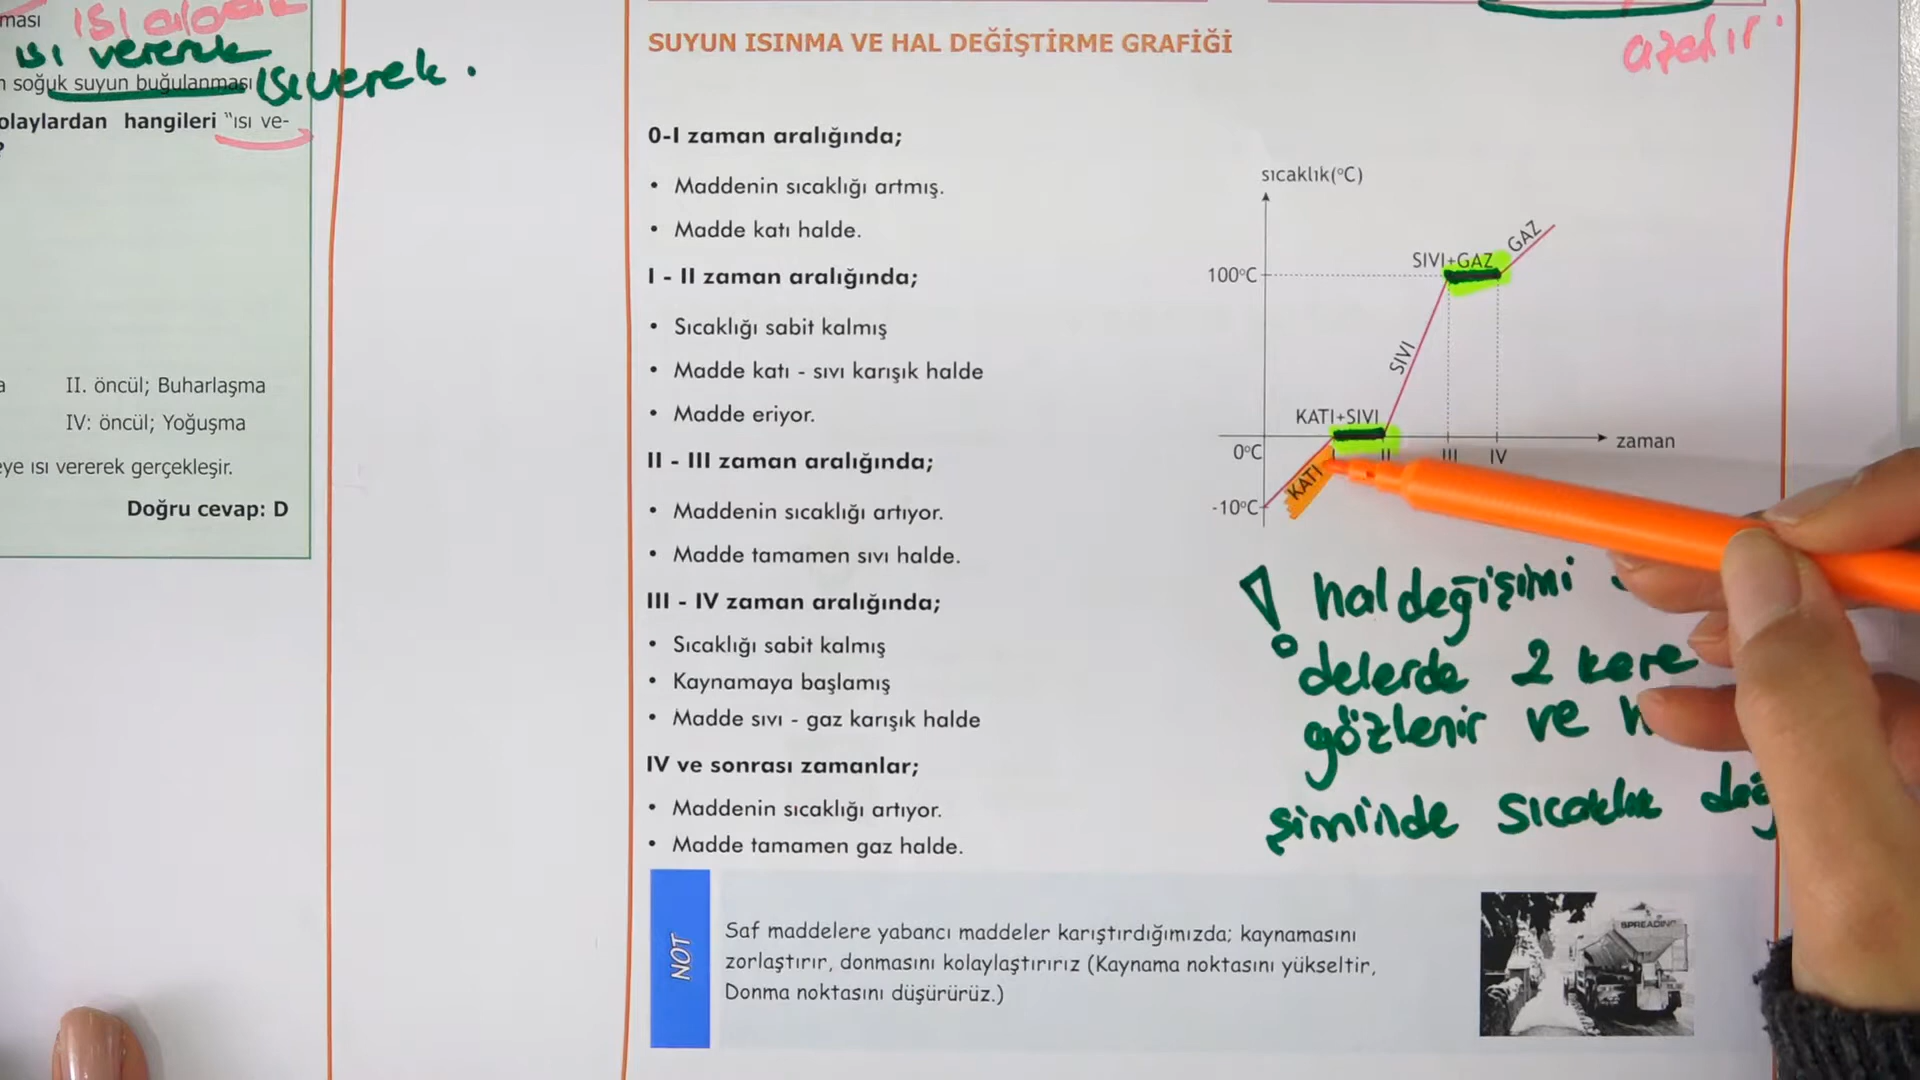 ması
ısı alarak
ısı vererek
n soğuk suyun buğulanması ısı verek.
olaylardan hangileri "ısı ve-
?
a II. öncül; Buharlaşma
IV: öncül; Yoğuşma
eye ısı vererek gerçekleşir.
Doğru cevap: D
SUYUN ISINMA VE HAL DEĞİŞTİRME GRAFİĞİ
azalır.
0-I zaman aralığında;
• Maddenin sıcaklığı artmış.
• Madde katı halde.
I - II zaman aralığında;
• Sıcaklığı sabit kalmış
• Madde katı - sıvı karışık halde
• Madde eriyor.
II - III zaman aralığında;
• Maddenin sıcaklığı artıyor.
• Madde tamamen sıvı halde.
III - IV zaman aralığında;
• Sıcaklığı sabit kalmış
• Kaynamaya başlamış
• Madde sıvı - gaz karışık halde
IV ve sonrası zamanlar;
• Maddenin sıcaklığı artıyor.
• Madde tamamen gaz halde.
sıcaklık(°C)
GAZ
SIVI+GAZ
100°C
SIVI
KATI+SIVI
0°C
I II III IV
zaman
KATI
-10°C
! hal değişimi
delerde 2 kere
gözlenir ve h
şiminde sıcaklık değ
NOT
Saf maddelere yabancı maddeler karıştırdığımızda; kaynamasını
zorlaştırır, donmasını kolaylaştırırız (Kaynama noktasını yükseltir,
Donma noktasını düşürürüz.)
SPREADING